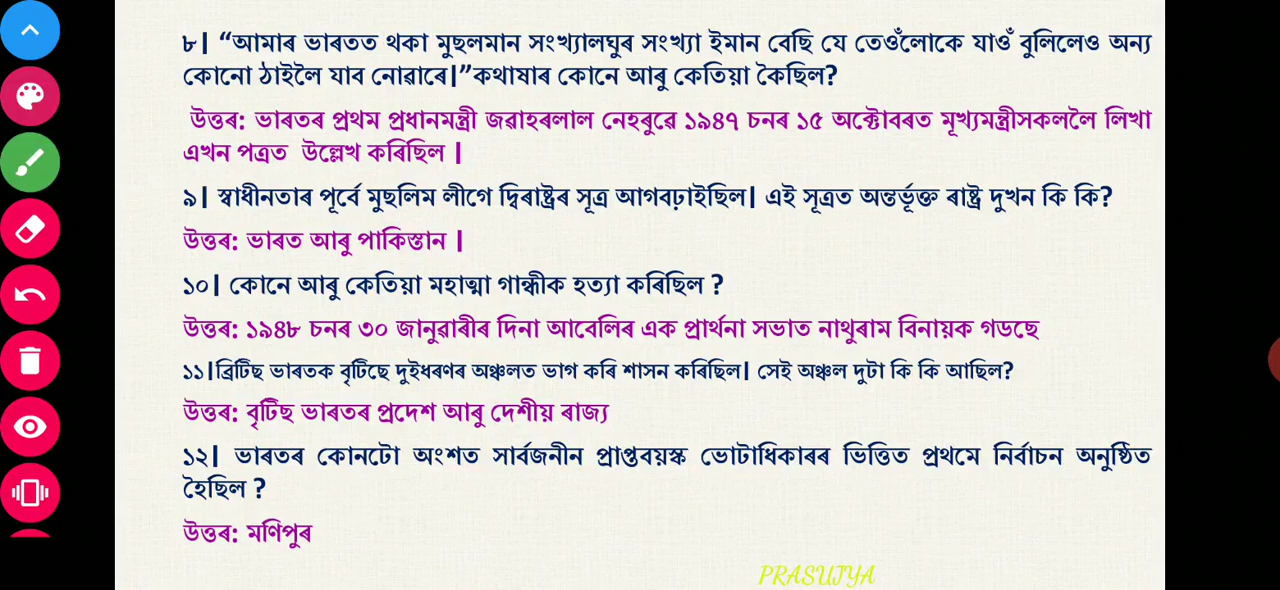 ৮| “আমাৰ ভাৰতত থকা মুছলমান সংখ্যালঘুৰ সংখ্যা ইমান বেছি যে তেওঁলোকে যাওঁ বুলিলেও অন্য
কোনো ঠাইলৈ যাব নোৱাৰে|”কথাষাৰ কোনে আৰু কেতিয়া কৈছিল?
উত্তৰ: ভাৰতৰ প্ৰথম প্ৰধানমন্ত্ৰী জৱাহৰলাল নেহৰুৱে ১৯৪৭ চনৰ ১৫ অক্টোবৰত মূখ্যমন্ত্ৰীসকললৈ লিখা
এখন পত্ৰত উল্লেখ কৰিছিল |
৯| স্বাধীনতাৰ পূৰ্বে মুছলিম লীগে দ্বিৰাষ্ট্ৰৰ সূত্ৰ আগবঢ়াইছিল| এই সূত্ৰত অন্তৰ্ভূক্ত ৰাষ্ট্ৰ দুখন কি কি?
উত্তৰ: ভাৰত আৰু পাকিস্তান |
১০| কোনে আৰু কেতিয়া মহাত্মা গান্ধীক হত্যা কৰিছিল ?
উত্তৰ: ১৯৪৮ চনৰ ৩০ জানুৱাৰীৰ দিনা আবেলিৰ এক প্ৰাৰ্থনা সভাত নাথুৰাম বিনায়ক গডছে
১১|ব্ৰিটিছ ভাৰতক বৃটিছে দুইধৰণৰ অঞ্চলত ভাগ কৰি শাসন কৰিছিল| সেই অঞ্চল দুটা কি কি আছিল?
উত্তৰ: বৃটিছ ভাৰতৰ প্ৰদেশ আৰু দেশীয় ৰাজ্য
১২| ভাৰতৰ কোনটো অংশত সাৰ্বজনীন প্ৰাপ্তবয়স্ক ভোটাধিকাৰৰ ভিত্তিত প্ৰথমে নিৰ্বাচন অনুষ্ঠিত
হৈছিল ?
উত্তৰ: মণিপুৰ
PRASUJYA